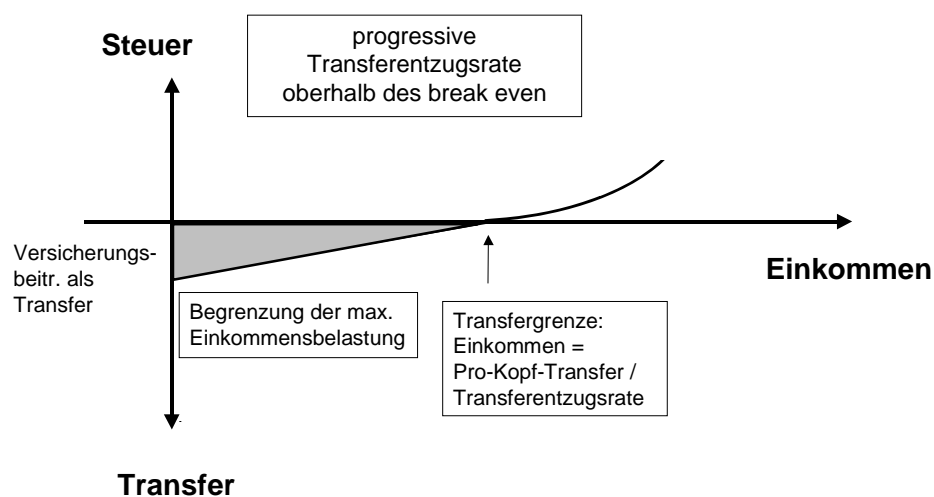 Steuer
progressive
Transferentzugsrate
oberhalb des break even
Versicherungs-
beitr. als
Transfer
Einkommen
Begrenzung der max.
Einkommensbelastung
Transfergrenze:
Einkommen =
Pro-Kopf-Transfer /
Transferentzugsrate
Transfer